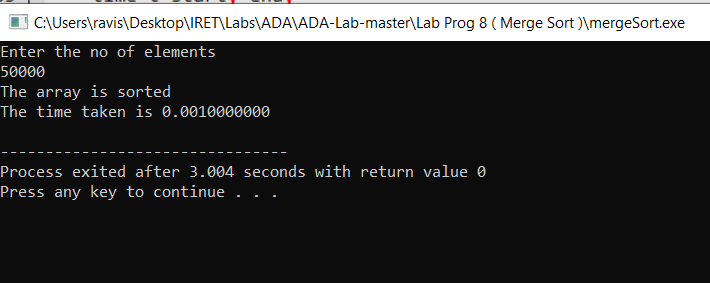 C:\Users\ravis\Desktop\IRET\Labs\ADA\ADA-Lab-master\Lab Prog 8 ( Merge Sort )\mergeSort.exe
Enter the no of elements
50000
The array is sorted
The time taken is 0.0010000000
--------------------------------
Process exited after 3.004 seconds with return value 0
Press any key to continue . . .